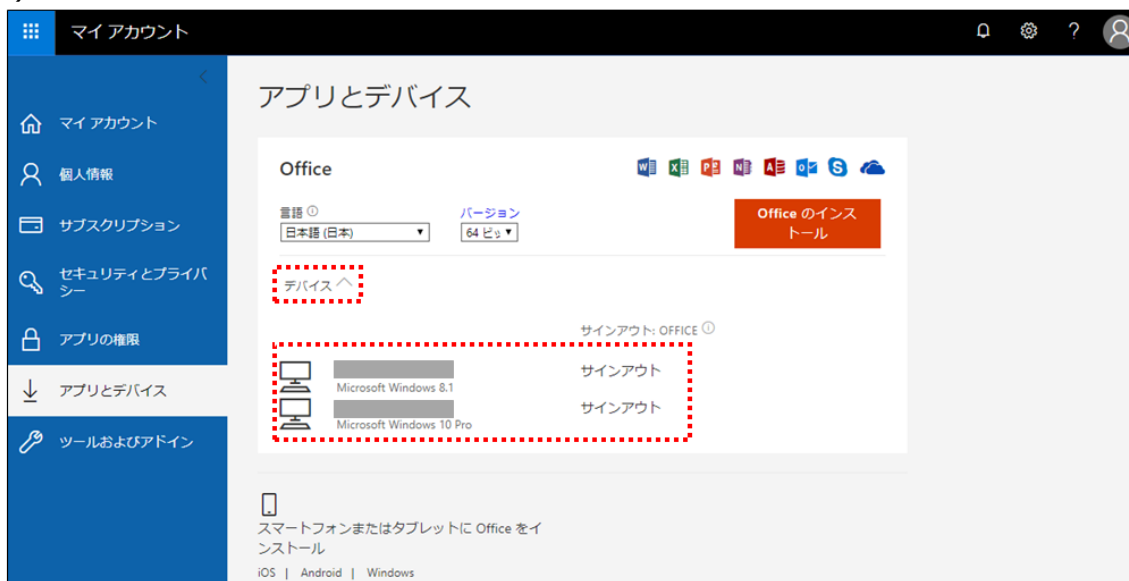 マイ アカウント
?
アプリとデバイス
マイ アカウント
個人情報
サブスクリプション
セキュリティとプライバ
シー
アプリの権限
アプリとデバイス
ツールおよびアドイン
Office
言語
バージョン
日本語 (日本)
64 ビッ
Office のインス
トール
デバイス
サインアウト: OFFICE
サインアウト
Microsoft Windows 8.1
サインアウト
Microsoft Windows 10 Pro
スマートフォンまたはタブレットに Office をイ
ンストール
iOS | Android | Windows